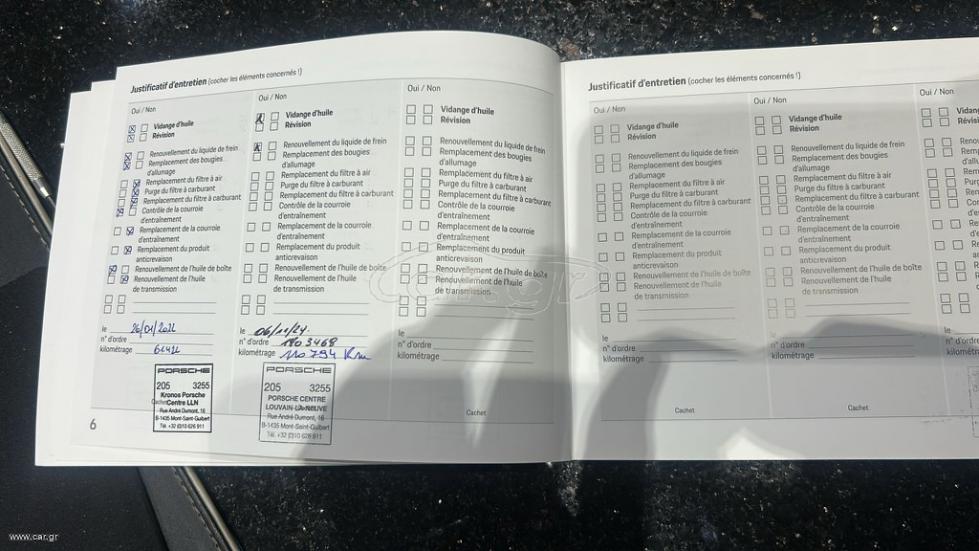 Justificatif d'entretien (cocher les éléments concernés !)
Oui / Non
Vidange d'huile
Révision
Renouvellement du liquide de frein
Remplacement des bougies
d'allumage
Remplacement du filtre à air
Purge du filtre à carburant
Remplacement du filtre à carburant
Contrôle de la courroie
d'entraînement
Remplacement de la courroie
d'entraînement
Remplacement du produit
anticrevaison
Renouvellement de l'huile de boîte
Renouvellement de l'huile
de transmission
le
n° d'ordre
kilométrage
PORSCHE
205 3255
Kronos Porsche
Centre LLN
Rue André Dumont, 16
B-1435 Mont-Saint-Guibert
Tél. +32 (0)10 628 911
6
Oui / Non
Vidange d'huile
Révision
Renouvellement du liquide de frein
Remplacement des bougies
d'allumage
Remplacement du filtre à air
Purge du filtre à carburant
Remplacement du filtre à carburant
Contrôle de la courroie
d'entraînement
Remplacement de la courroie
d'entraînement
Remplacement du produit
anticrevaison
Renouvellement de l'huile de boîte
Renouvellement de l'huile
de transmission
le 06/11/24.
n° d'ordre
kilométrage 110 794 Km
PORSCHE
205 3255
PORSCHE CENTRE
LOUVAIN-LA-NEUVE
Rue André Dumont, 16
B-1435 Mont-Saint-Guibert
Tél. +32 (0)10 628 911
Oui / Non
Vidange d'huile
Révision
Renouvellement du liquide de frein
Remplacement des bougies
d'allumage
Remplacement du filtre à air
Purge du filtre à carburant
Remplacement du filtre à carburant
Contrôle de la courroie
d'entraînement
Remplacement de la courroie
d'entraînement
Remplacement du produit
anticrevaison
Renouvellement de l'huile de boîte
Renouvellement de l'huile
de transmission
le
n° d'ordre
kilométrage
Cachet
Justificatif d'entretien (cocher les éléments concernés !)
Oui / Non
Vidange d'huile
Révision
Renouvellement du liquide de frein
Remplacement des bougies
d'allumage
Remplacement du filtre à air
Purge du filtre à carburant
Remplacement du filtre à carburant
Contrôle de la courroie
d'entraînement
Remplacement de la courroie
d'entraînement
Remplacement du produit
anticrevaison
Renouvellement de l'huile de boîte
Renouvellement de l'huile
de transmission
le
n° d'ordre
kilométrage
Cachet
Oui / Non
Vidange d'huile
Révision
Renouvellement du liquide de frein
Remplacement des bougies
d'allumage
Remplacement du filtre à air
Purge du filtre à carburant
Remplacement du filtre à carburant
Contrôle de la courroie
d'entraînement
Remplacement de la courroie
d'entraînement
Remplacement du produit
anticrevaison
Renouvellement de l'huile de boîte
Renouvellement de l'huile
de transmission
le
n° d'ordre
kilométrage
Cachet
Oui / Non
car.gr
www.car.gr